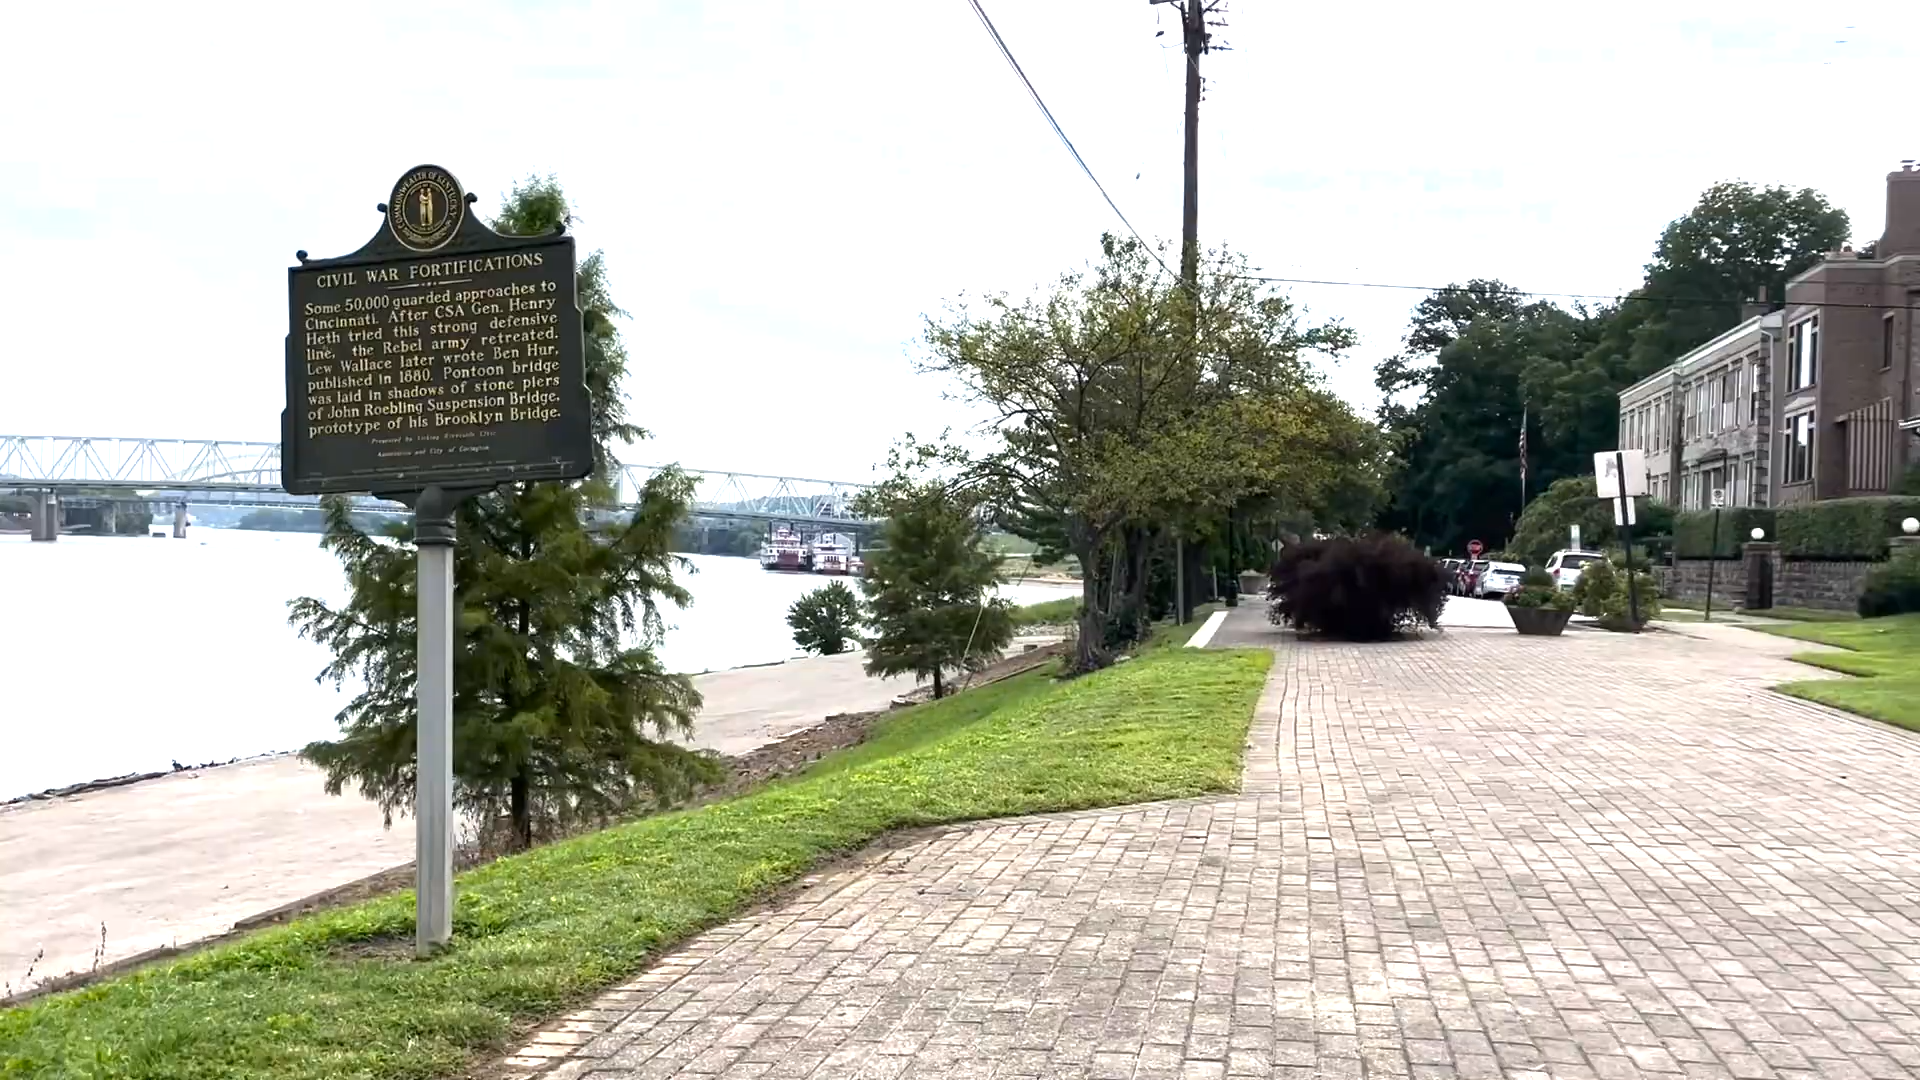 COMMONWEALTH OF KENTUCKY
CIVIL WAR FORTIFICATIONS
Some 50,000 guarded approaches to
Cincinnati. After CSA Gen. Henry
Heth tried this strong defensive
line, the Rebel army retreated.
Lew Wallace later wrote Ben Hur,
published in 1880. Pontoon bridge
was laid in shadows of stone piers
of John Roebling Suspension Bridge,
prototype of his Brooklyn Bridge.
Presented by Licking Riverside Civic
Association and City of Covington